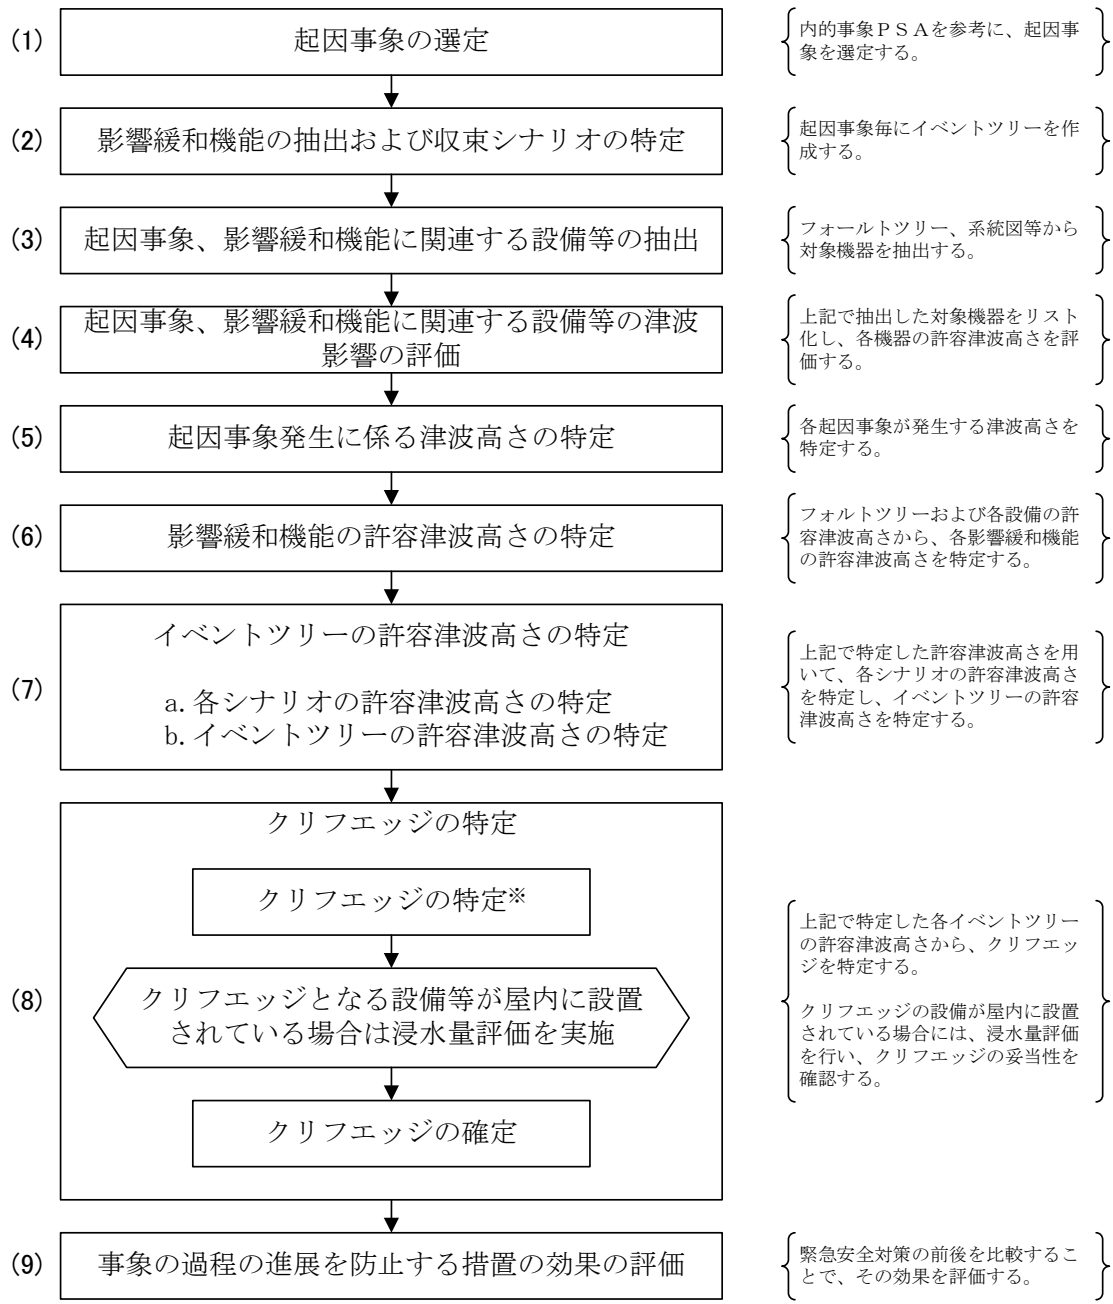 (1)
起因事象の選定
内的事象PSAを参考に、起因事
象を選定する。
(2)
影響緩和機能の抽出および収束シナリオの特定
起因事象毎にイベントツリーを作
成する。
(3)
起因事象、影響緩和機能に関連する設備等の抽出
フォールトツリー、系統図等から
対象機器を抽出する。
(4)
起因事象、影響緩和機能に関連する設備等の津波
影響の評価
上記で抽出した対象機器をリスト
化し、各機器の許容津波高さを評
価する。
(5)
起因事象発生に係る津波高さの特定
各起因事象が発生する津波高さを
特定する。
(6)
影響緩和機能の許容津波高さの特定
フォルトツリーおよび各設備の許
容津波高さから、各影響緩和機能
の許容津波高さを特定する。
(7)
イベントツリーの許容津波高さの特定
a.各シナリオの許容津波高さの特定
b.イベントツリーの許容津波高さの特定
上記で特定した許容津波高さを用
いて、各シナリオの許容津波高さ
を特定し、イベントツリーの許容
津波高さを特定する。
(8)
クリフエッジの特定
クリフエッジの特定※
クリフエッジとなる設備等が屋内に設置
されている場合は浸水量評価を実施
クリフエッジの確定
上記で特定した各イベントツリー
の許容津波高さから、クリフエッ
ジを特定する。
クリフエッジの設備が屋内に設置
されている場合には、浸水量評価
を行い、クリフエッジの妥当性を
確認する。
(9)
事象の過程の進展を防止する措置の効果の評価
緊急安全対策の前後を比較するこ
とで、その効果を評価する。